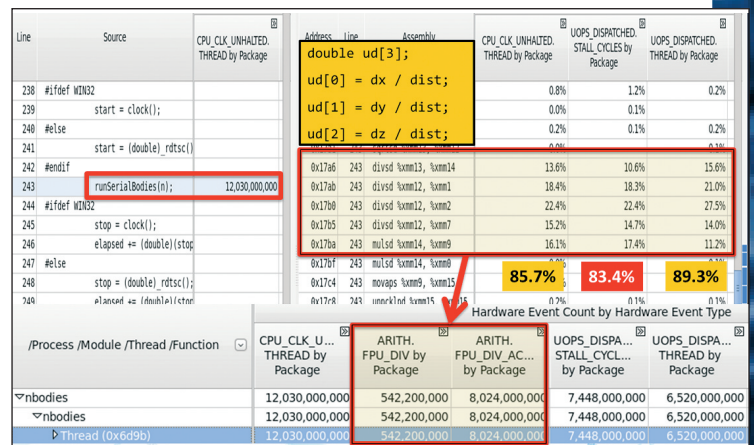 Line Source CPU_CLK_UNHALTED. THREAD by Package
238 #ifdef WIN32
239 start = clock();
240 #else
241 start = (double)_rdtsc()
242 #endif
243 runSerialBodies(n); 12,030,000,000
244 #ifdef WIN32
245 stop = clock();
246 elapsed += (double)(stop
247 #else
248 stop = (double)_rdtsc();
249 elapsed += (double)(stop
Address Line Assembly CPU_CLK_UNHALTED. THREAD by Package UOPS_DISPATCHED. STALL_CYCLES by Package UOPS_DISPATCHED. THREAD by Package
double ud[3];
ud[0] = dx / dist;
ud[1] = dy / dist;
ud[2] = dz / dist;
0.8% 1.2% 0.2%
0.0% 0.1%
0.2% 0.1% 0.2%
0x17a6 243 divsd %xmm13, %xmm14 13.6% 10.6% 15.6%
0x17ab 243 divsd %xmm12, %xmm1 18.4% 18.3% 21.0%
0x17b0 243 divsd %xmm12, %xmm2 22.4% 22.4% 27.5%
0x17b5 243 divsd %xmm12, %xmm7 15.2% 14.7% 14.0%
0x17ba 243 mulsd %xmm14, %xmm9 16.1% 17.4% 11.2%
0x17bf 243 mulsd %xmm14, %xmm0
0x17c4 243 movaps %xmm9, %xmm15
0x17c8 243 unpcklpd %xmm15, 0.2% 0.1% 0.1%
85.7% 83.4% 89.3%
Hardware Event Count by Hardware Event Type
/Process /Module /Thread /Function CPU_CLK_U... THREAD by Package ARITH. FPU_DIV by Package ARITH. FPU_DIV_AC... by Package UOPS_DISPA... STALL_CYCL... by Package UOPS_DISPA... THREAD by Package
nbodies 12,030,000,000 542,200,000 8,024,000,000 7,448,000,000 6,520,000,000
nbodies 12,030,000,000 542,200,000 8,024,000,000 7,448,000,000 6,520,000,000
Thread (0x6d9b) 12,030,000,000 542,200,000 8,024,000,000 7,448,000,000 6,520,000,000